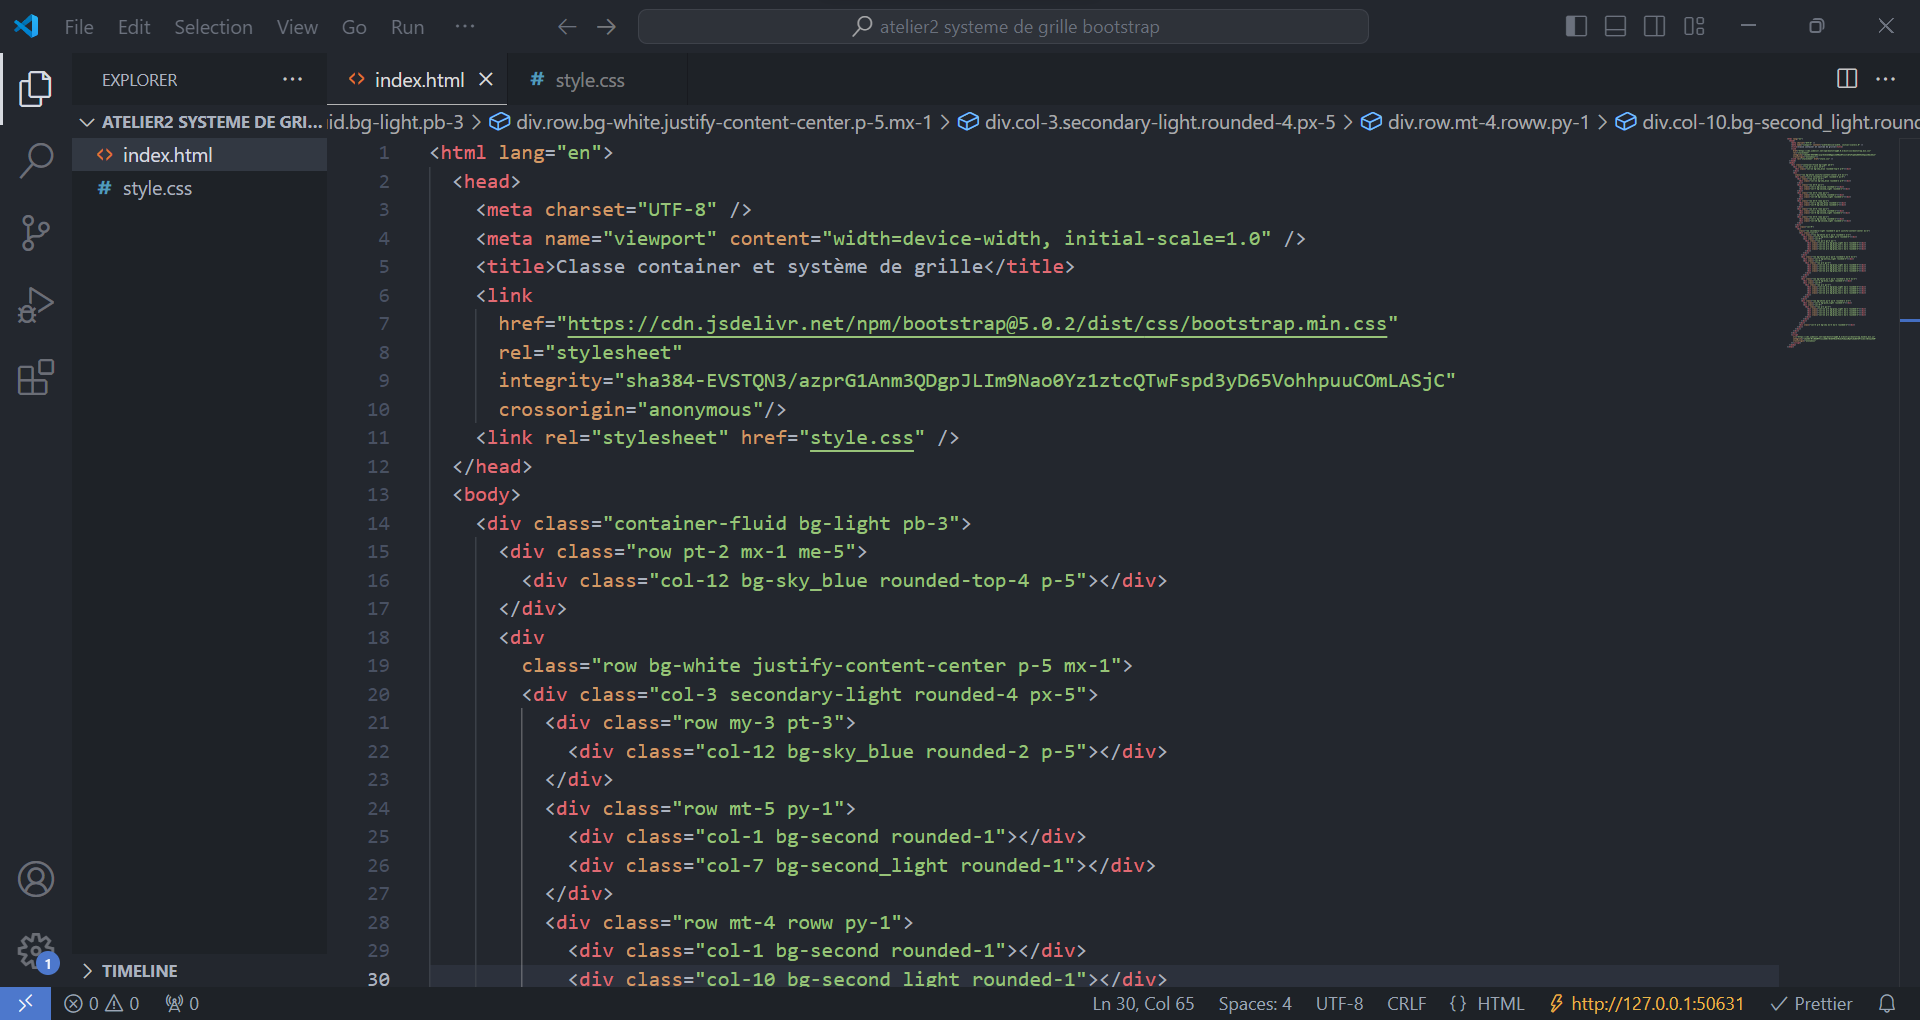 File Edit Selection View Go Run ··· atelier2 systeme de grille bootstrap
EXPLORER ···
index.html
style.css
ATELIER2 SYSTEME DE GRI...
index.html
style.css
id.bg-light.pb-3 > div.row.bg-white.justify-content-center.p-5.mx-1 > div.col-3.secondary-light.rounded-4.px-5 > div.row.mt-4.roww.py-1 > div.col-10.bg-second_light.round
1 <html lang="en">
2 <head>
3 <meta charset="UTF-8" />
4 <meta name="viewport" content="width=device-width, initial-scale=1.0" />
5 <title>Classe container et système de grille</title>
6 <link
7 href="https://cdn.jsdelivr.net/npm/bootstrap@5.0.2/dist/css/bootstrap.min.css"
8 rel="stylesheet"
9 integrity="sha384-EVSTQN3/azprG1Anm3QDgpJLIm9Nao0Yz1ztcQTwFspd3yD65VohhpuuCOmLASjC"
10 crossorigin="anonymous"/>
11 <link rel="stylesheet" href="style.css" />
12 </head>
13 <body>
14 <div class="container-fluid bg-light pb-3">
15 <div class="row pt-2 mx-1 me-5">
16 <div class="col-12 bg-sky_blue rounded-top-4 p-5"></div>
17 </div>
18 <div
19 class="row bg-white justify-content-center p-5 mx-1">
20 <div class="col-3 secondary-light rounded-4 px-5">
21 <div class="row my-3 pt-3">
22 <div class="col-12 bg-sky_blue rounded-2 p-5"></div>
23 </div>
24 <div class="row mt-5 py-1">
25 <div class="col-1 bg-second rounded-1"></div>
26 <div class="col-7 bg-second_light rounded-1"></div>
27 </div>
28 <div class="row mt-4 roww py-1">
29 <div class="col-1 bg-second rounded-1"></div>
30 <div class="col-10 bg-second_light rounded-1"></div>
TIMELINE
1
0 0 0 Ln 30, Col 65 Spaces: 4 UTF-8 CRLF {} HTML http://127.0.0.1:50631 Prettier